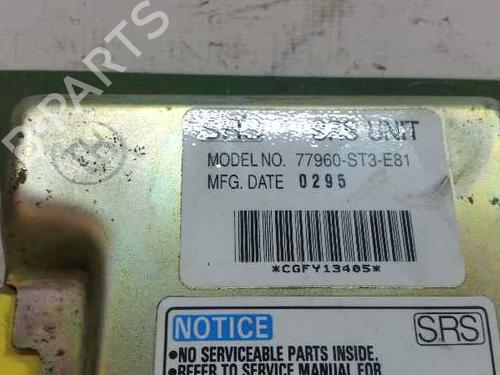 SRS UNIT
MODEL NO. 77960-ST3-E81
MFG. DATE 0295
*CGFY13405*
NOTICE
SRS
•NO SERVICEABLE PARTS INSIDE.
•REFER TO SERVICE MANUAL FOR
B-PARTS